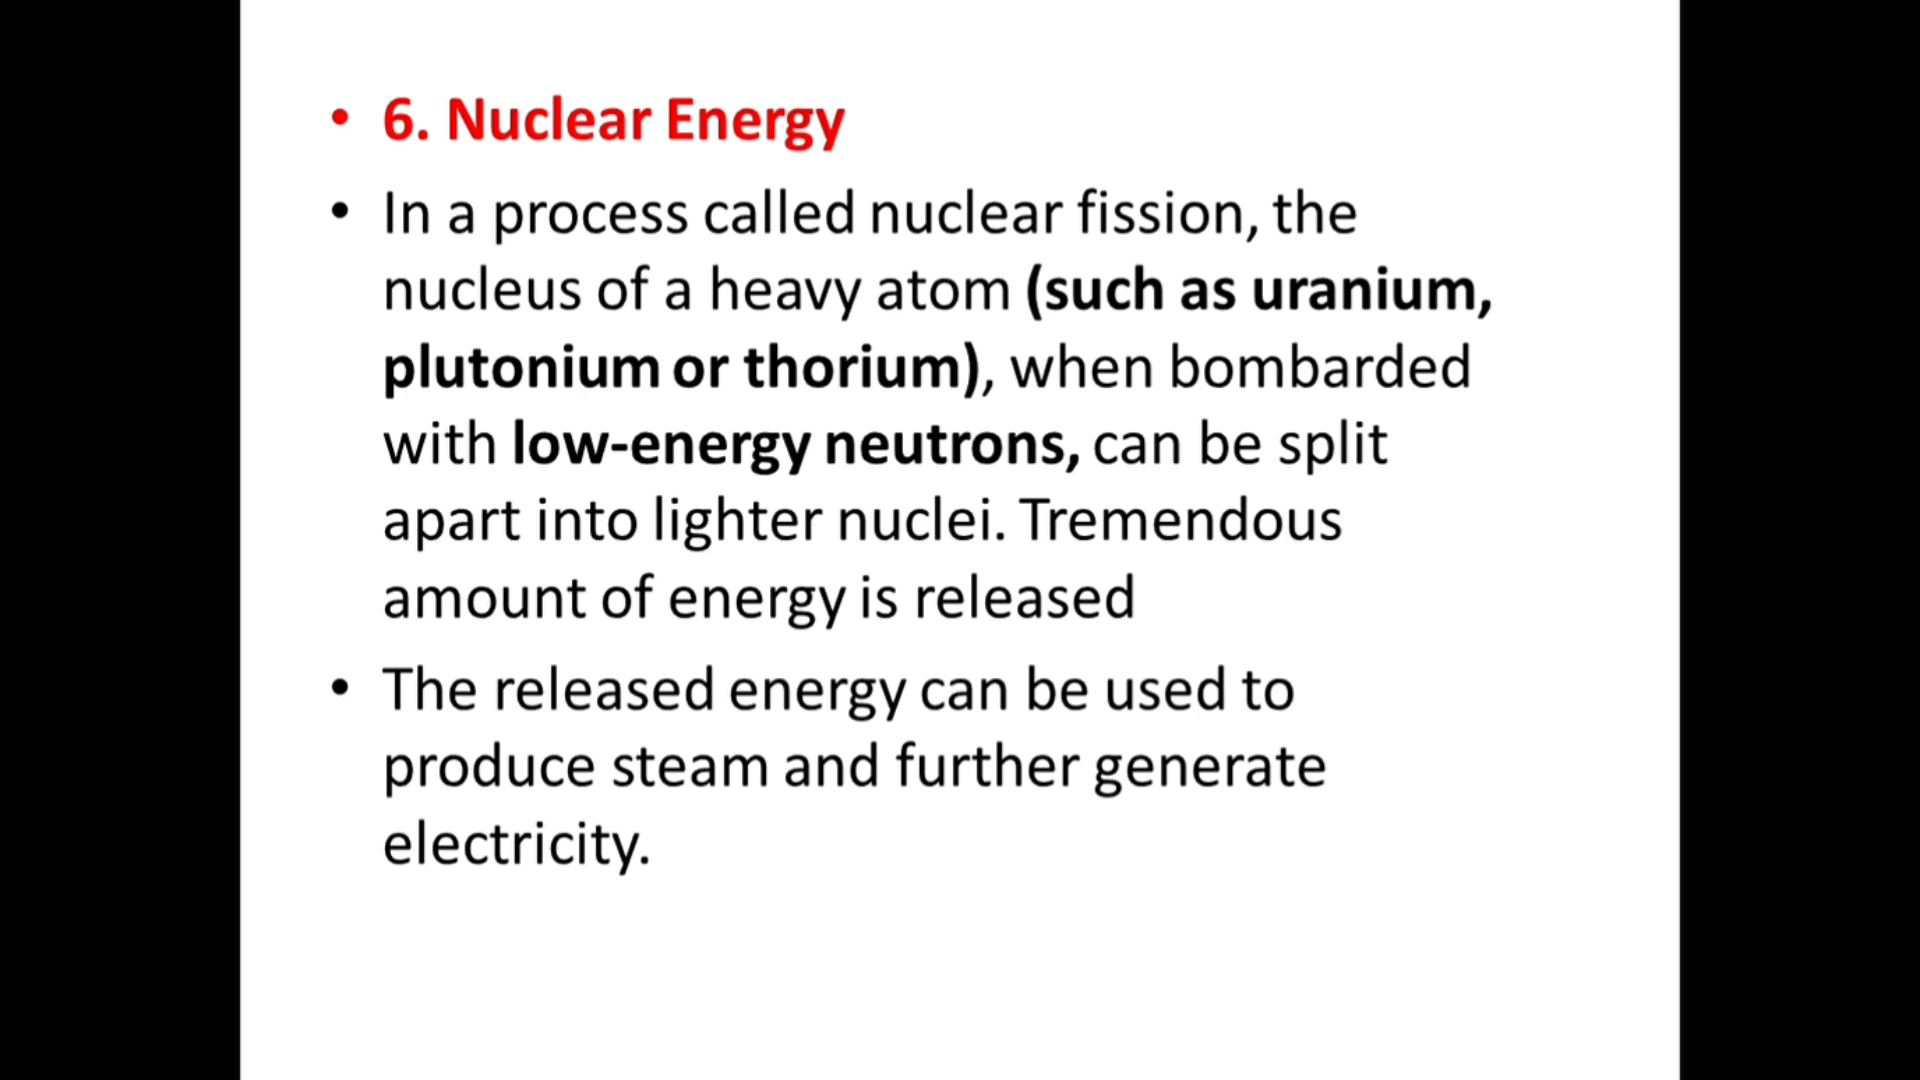 • 6. Nuclear Energy
• In a process called nuclear fission, the
nucleus of a heavy atom (such as uranium,
plutonium or thorium), when bombarded
with low-energy neutrons, can be split
apart into lighter nuclei. Tremendous
amount of energy is released
• The released energy can be used to
produce steam and further generate
electricity.